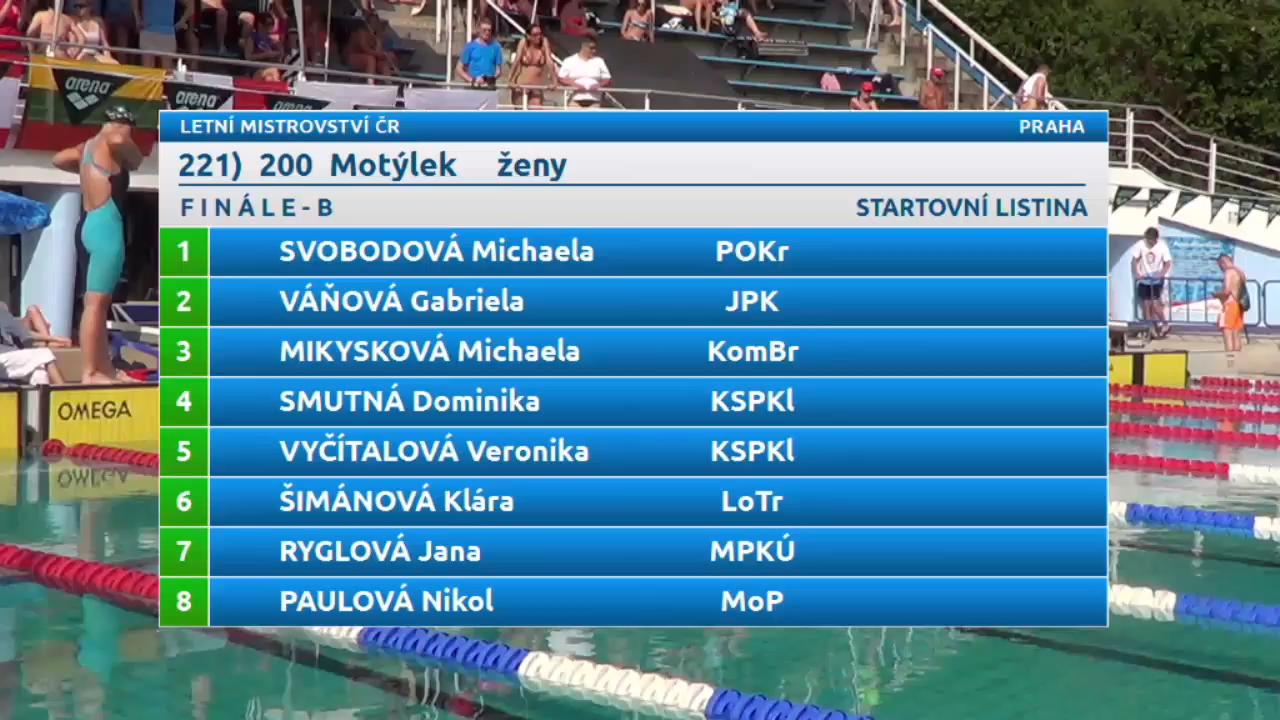 arena
arena
arena
LETNÍ MISTROVSTVÍ ČR PRAHA
221) 200 Motýlek ženy
FINÁLE-B STARTOVNÍ LISTINA
1 SVOBODOVÁ Michaela POKr
2 VÁŇOVÁ Gabriela JPK
3 MIKYSKOVÁ Michaela KomBr
4 SMUTNÁ Dominika KSPKl
5 VYČÍTALOVÁ Veronika KSPKl
6 ŠIMÁNOVÁ Klára LoTr
7 RYGLOVÁ Jana MPKÚ
8 PAULOVÁ Nikol MoP
OMEGA